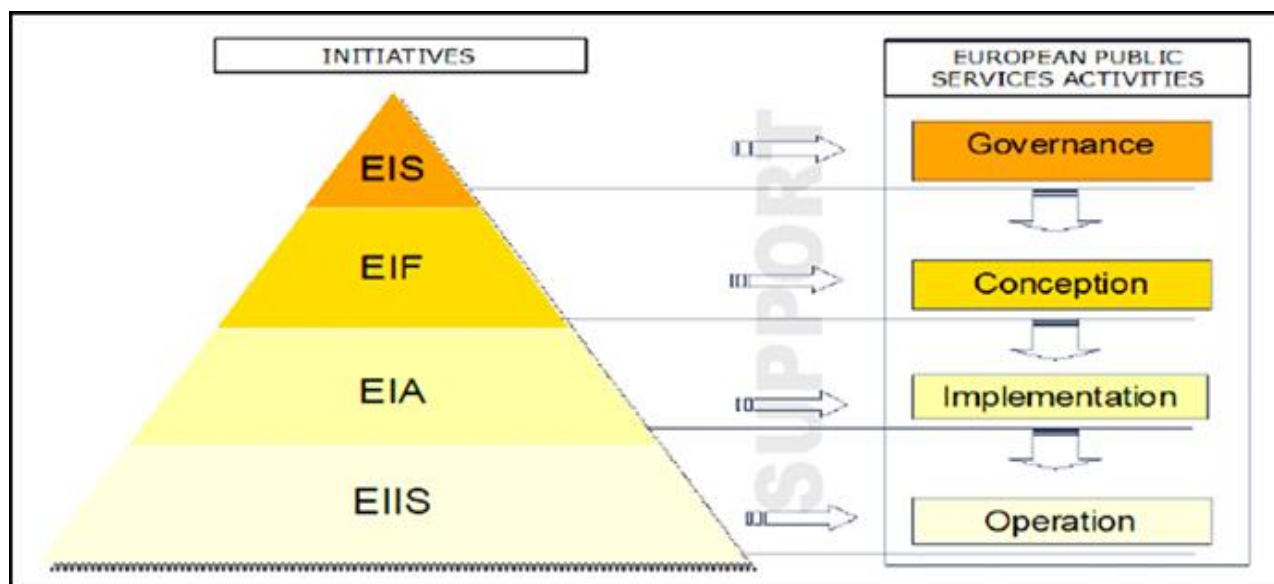 INITIATIVES
EUROPEAN PUBLIC
SERVICES ACTIVITIES
EIS
EIF
EIA
EIIS
SUPPORT
Governance
Conception
Implementation
Operation